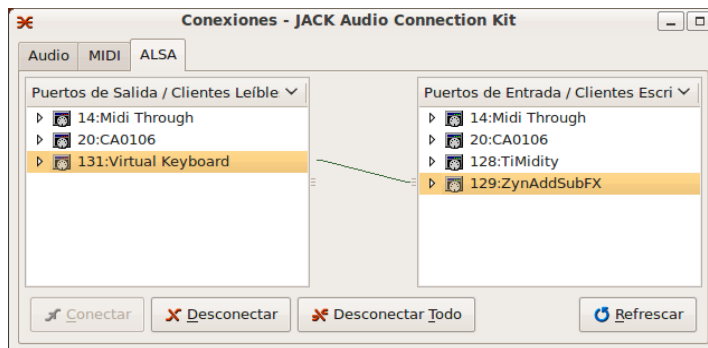 Conexiones - JACK Audio Connection Kit
Audio MIDI ALSA
Puertos de Salida / Clientes Leíble Puertos de Entrada / Clientes Escri
14:Midi Through 14:Midi Through
20:CA0106 20:CA0106
131:Virtual Keyboard 128:TiMidity
129:ZynAddSubFX
Conectar Desconectar Desconectar Todo Refrescar